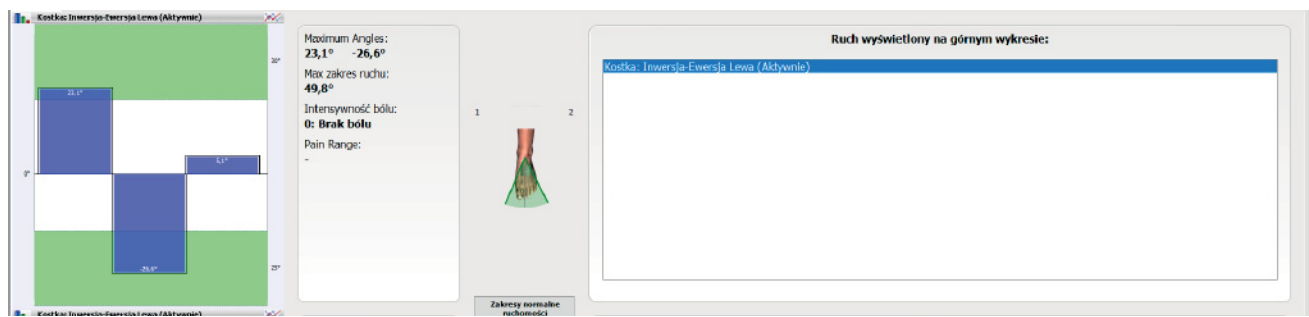 Kostka: Inwersja-Ewersja Lewa (Aktywnie)
23,1°
0°
-26,6°
25°
Maximum Angles:
23,1° -26,6°
Max zakres ruchu:
49,8°
Intensywność bólu:
0: Brak bólu
Pain Range:
-
1 2
Zakresy normalne
ruchomości
Ruch wyświetlony na górnym wykresie:
Kostka: Inwersja-Ewersja Lewa (Aktywnie)
Kostka: Inwersja-Ewersja Lewa (Aktywnie)